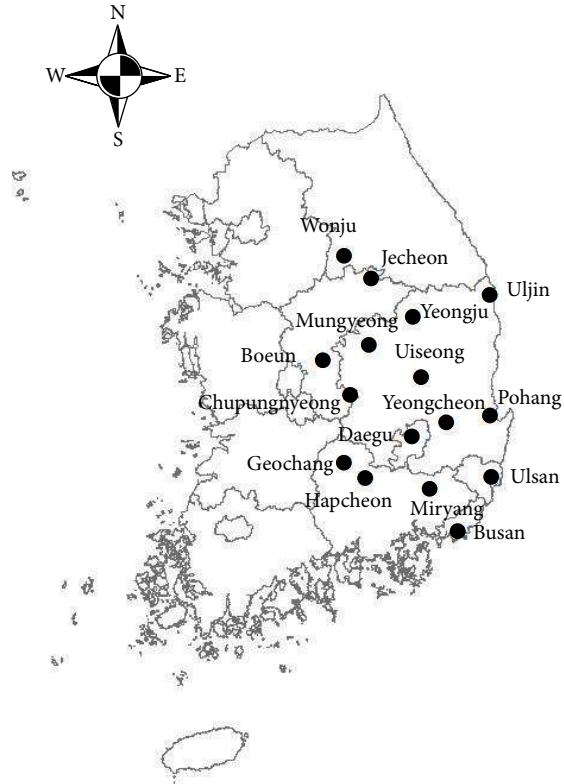 N
W
E
S
Wonju
Jecheon
Uljin
Mungyeong
Yeongju
Boeun
Uiseong
Chupungnyeong
Yeongcheon
Pohang
Daegu
Geochang
Ulsan
Hapcheon
Miryang
Busan